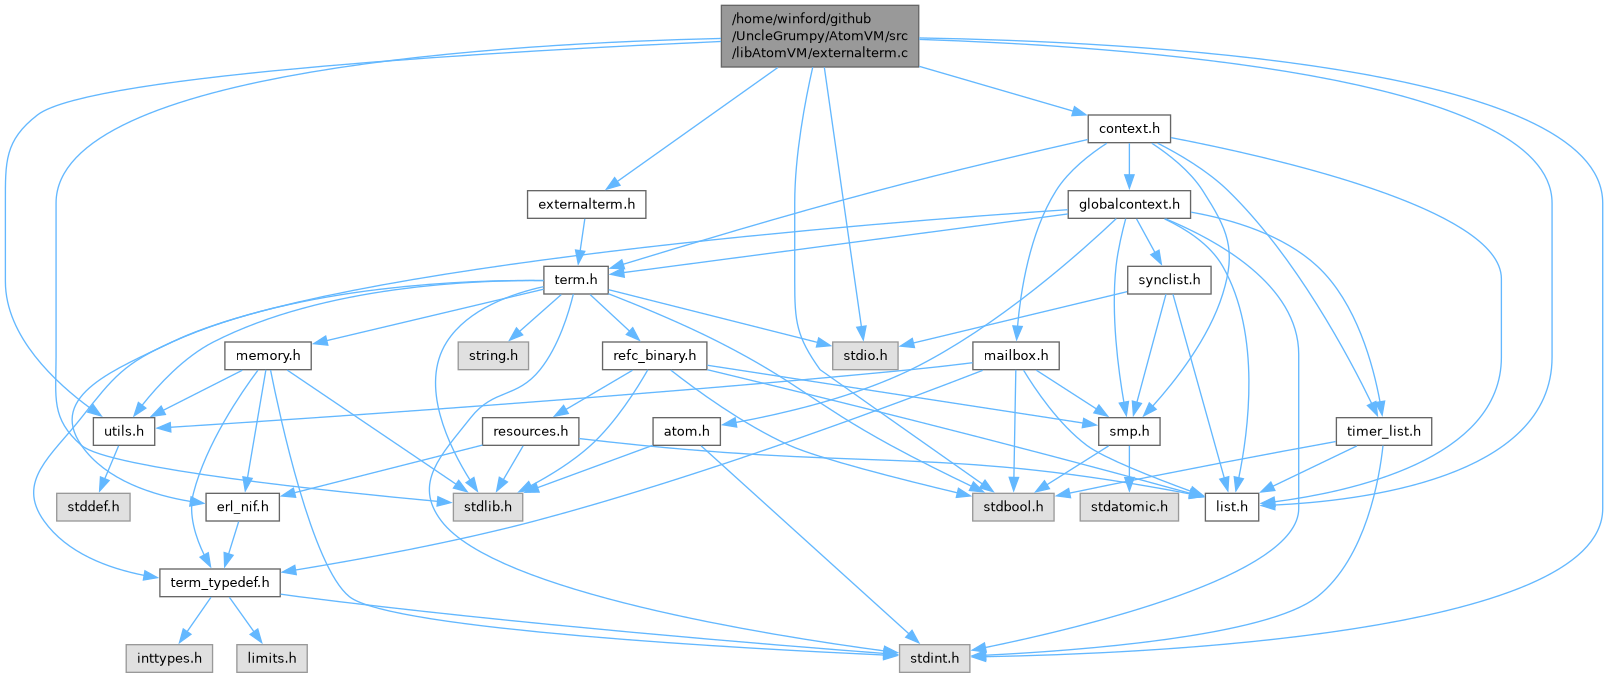 /home/winford/github
/UncleGrumpy/AtomVM/src
/libAtomVM/externalterm.c
context.h
externalterm.h
globalcontext.h
term.h
synclist.h
memory.h
string.h
refc_binary.h
stdio.h
mailbox.h
utils.h
resources.h
atom.h
smp.h
timer_list.h
stddef.h
erl_nif.h
stdlib.h
stdbool.h
stdatomic.h
list.h
term_typedef.h
inttypes.h
limits.h
stdint.h